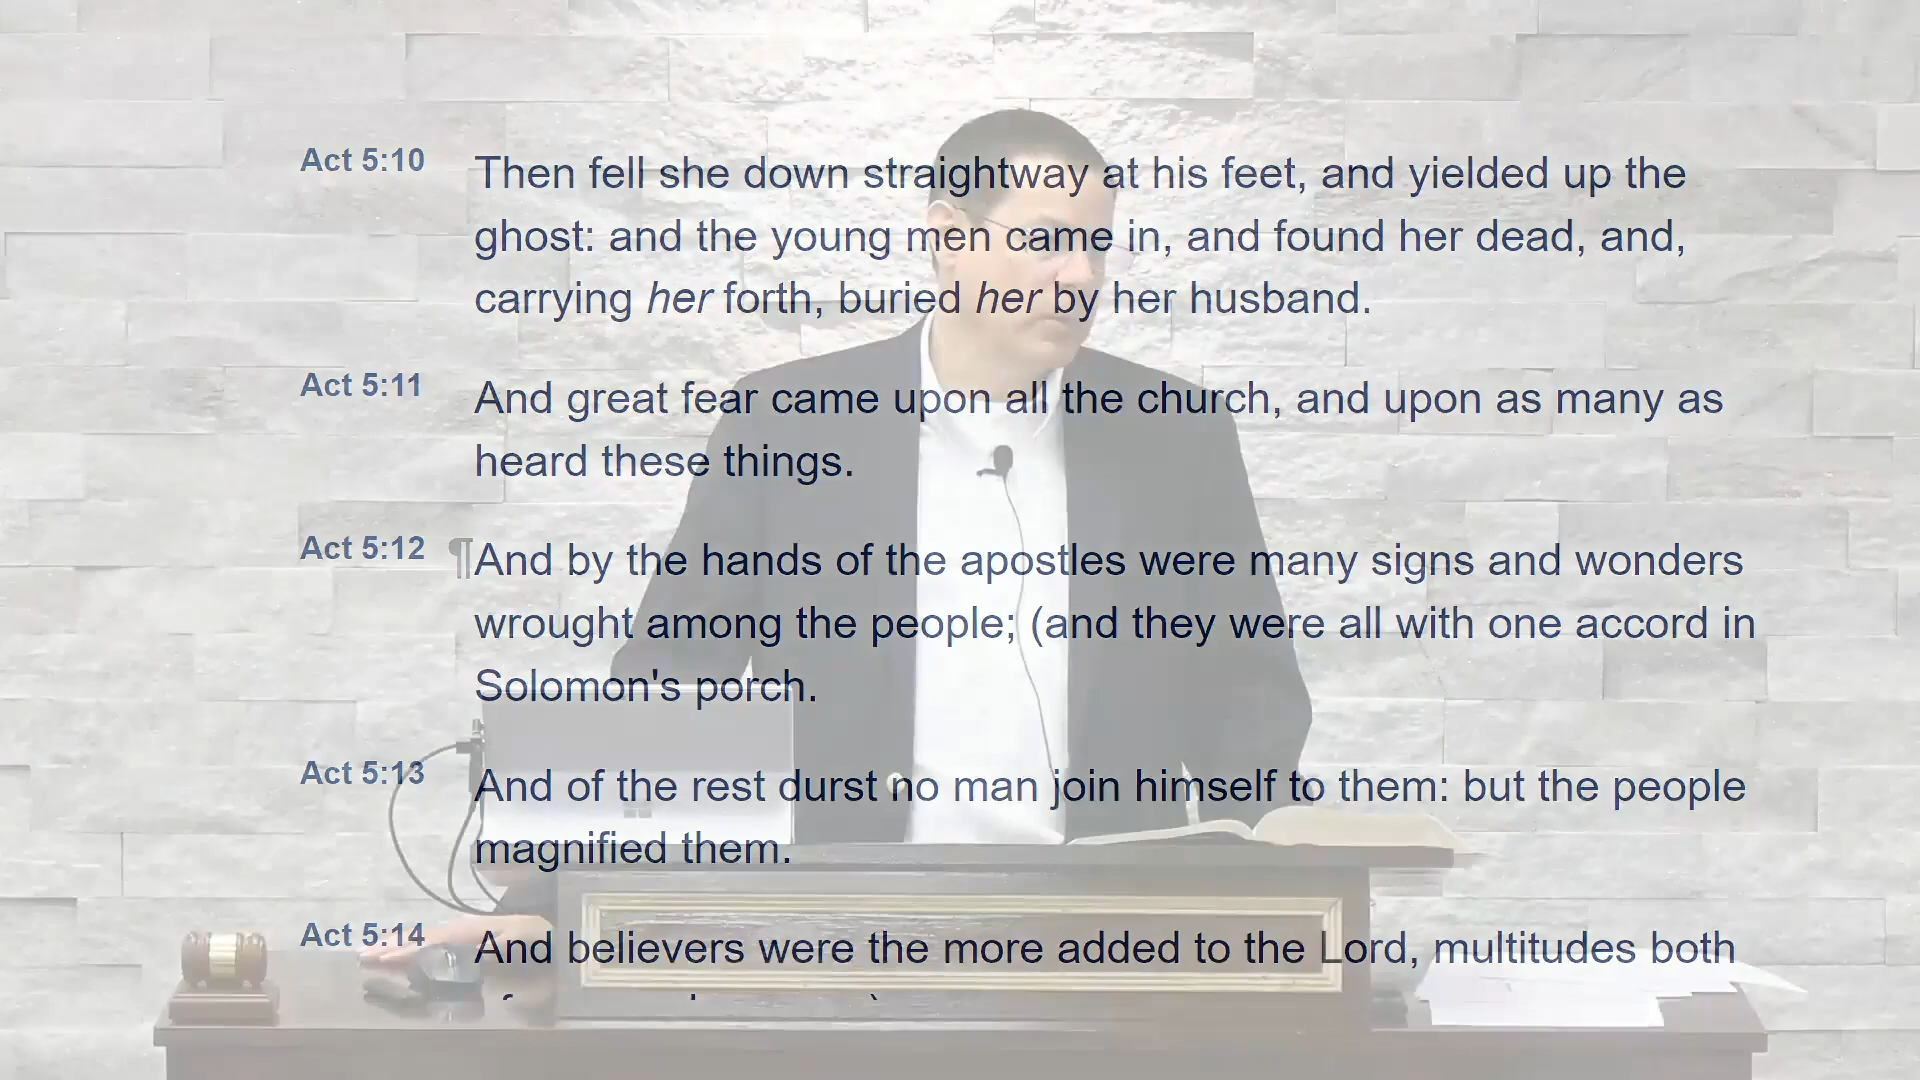 Act 5:10 Then fell she down straightway at his feet, and yielded up the
ghost: and the young men came in, and found her dead, and,
carrying her forth, buried her by her husband.
Act 5:11 And great fear came upon all the church, and upon as many as
heard these things.
Act 5:12 ¶And by the hands of the apostles were many signs and wonders
wrought among the people; (and they were all with one accord in
Solomon's porch.
Act 5:13 And of the rest durst no man join himself to them: but the people
magnified them.
Act 5:14 And believers were the more added to the Lord, multitudes both